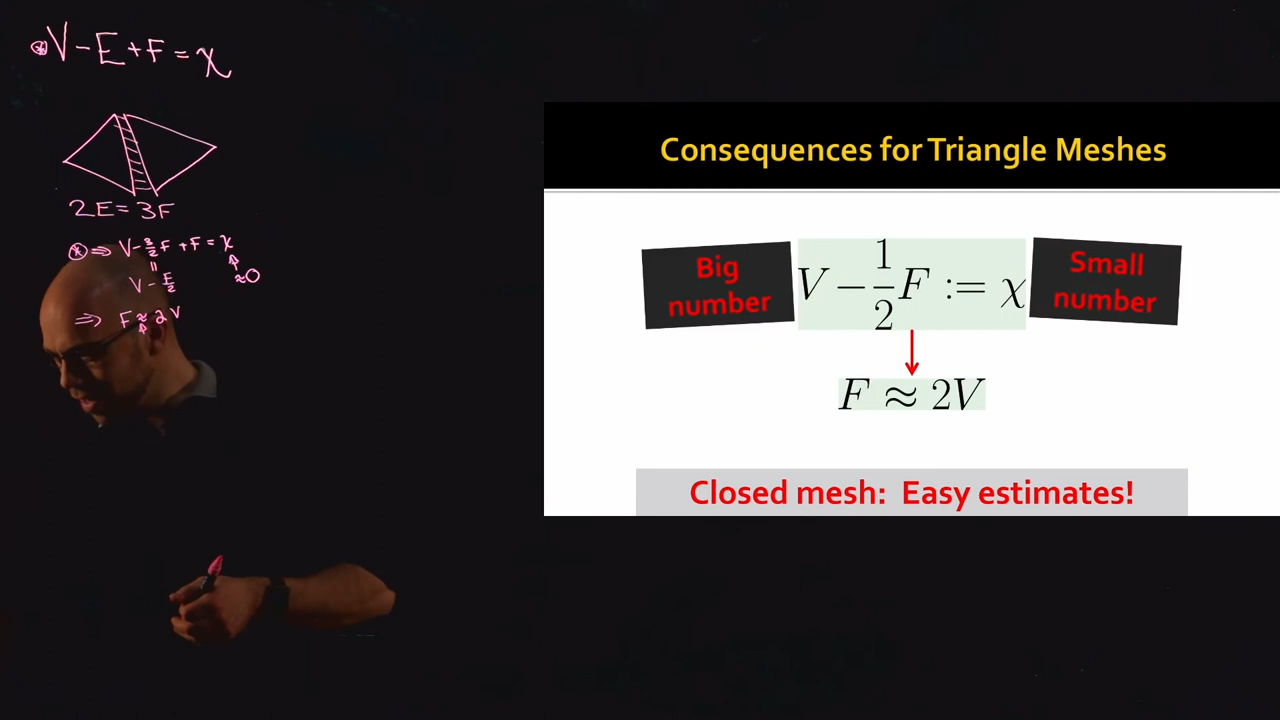 ⊛ V - E + F = χ
2E = 3F
⊛ ⇒ V - 3/2 F + F = χ
"
V - F/2
≈0
⇒ F ≈ 2V
Consequences for Triangle Meshes
Big number
V - 1/2 F := χ
Small number
F ≈ 2V
Closed mesh: Easy estimates!